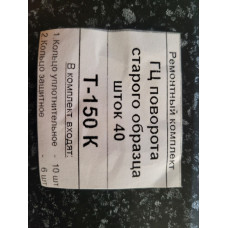 Ремонтный комплект
ГЦ поворота
старого образца
шток 40
Т-150 К
В комплект входят:
1 Кольцо уплотнительное - 10 шт
2 Кольцо защитное - 6 шт